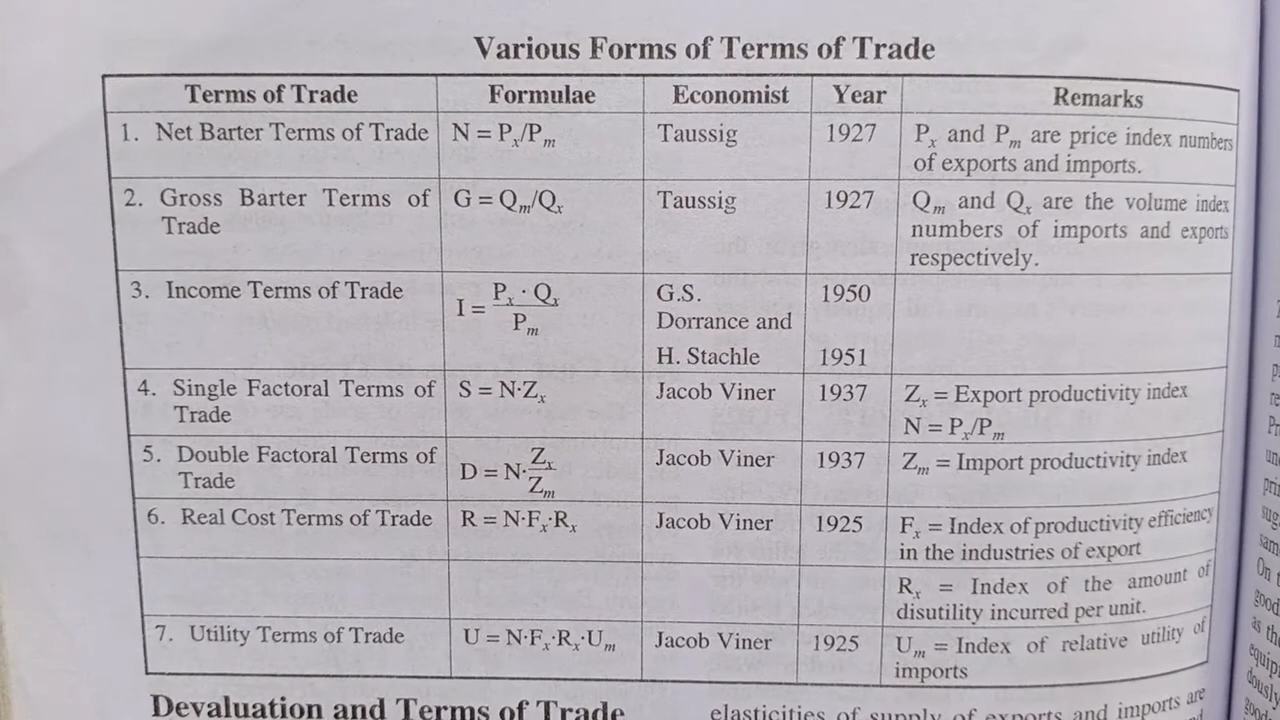 Various Forms of Terms of Trade
Terms of Trade Formulae Economist Year Remarks
1. Net Barter Terms of Trade N = Pₓ/Pₘ Taussig 1927 Pₓ and Pₘ are price index numbers
of exports and imports.
2. Gross Barter Terms of G = Qₘ/Qₓ Taussig 1927 Qₘ and Qₓ are the volume index
Trade numbers of imports and exports
respectively.
3. Income Terms of Trade I = Pₓ · Qₓ / Pₘ G.S. 1950
Dorrance and
H. Stachle 1951
4. Single Factoral Terms of S = N·Zₓ Jacob Viner 1937 Zₓ = Export productivity index
Trade N = Pₓ/Pₘ
5. Double Factoral Terms of D = N·Zₓ/Zₘ Jacob Viner 1937 Zₘ = Import productivity index
Trade
6. Real Cost Terms of Trade R = N·Fₓ·Rₓ Jacob Viner 1925 Fₓ = Index of productivity efficiency
in the industries of export
Rₓ = Index of the amount of
disutility incurred per unit.
7. Utility Terms of Trade U = N·Fₓ·Rₓ·Uₘ Jacob Viner 1925 Uₘ = Index of relative utility of
imports
Devaluation and Terms of Trade
elasticities of supply of exports and imports are